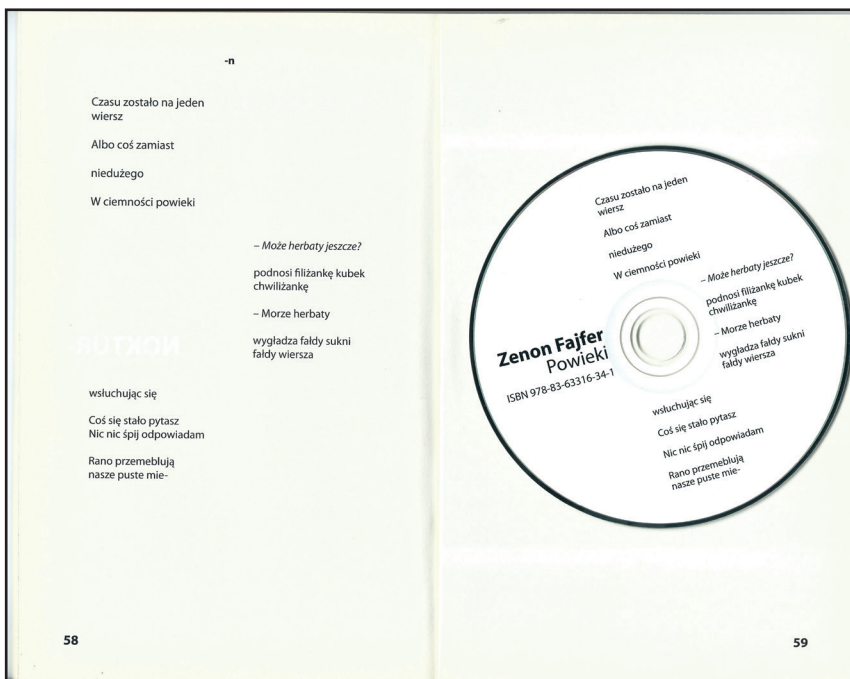 -n
Czasu zostało na jeden
wiersz
Albo coś zamiast
niedużego
W ciemności powieki
– Może herbaty jeszcze?
podnosi filiżankę kubek
chwiliżankę
– Morze herbaty
wygładza fałdy sukni
fałdy wiersza
NOKTUR-
wsłuchując się
Coś się stało pytasz
Nic nic śpij odpowiadam
Rano przemeblują
nasze puste mie-
58
Czasu zostało na jeden
wiersz
Albo coś zamiast
niedużego
W ciemności powieki
– Może herbaty jeszcze?
podnosi filiżankę kubek
chwiliżankę
– Morze herbaty
wygładza fałdy sukni
fałdy wiersza
Zenon Fajfer
Powieki
ISBN 978-83-63316-34-1
wsłuchując się
Coś się stało pytasz
Nic nic śpij odpowiadam
Rano przemeblują
nasze puste mie-
59